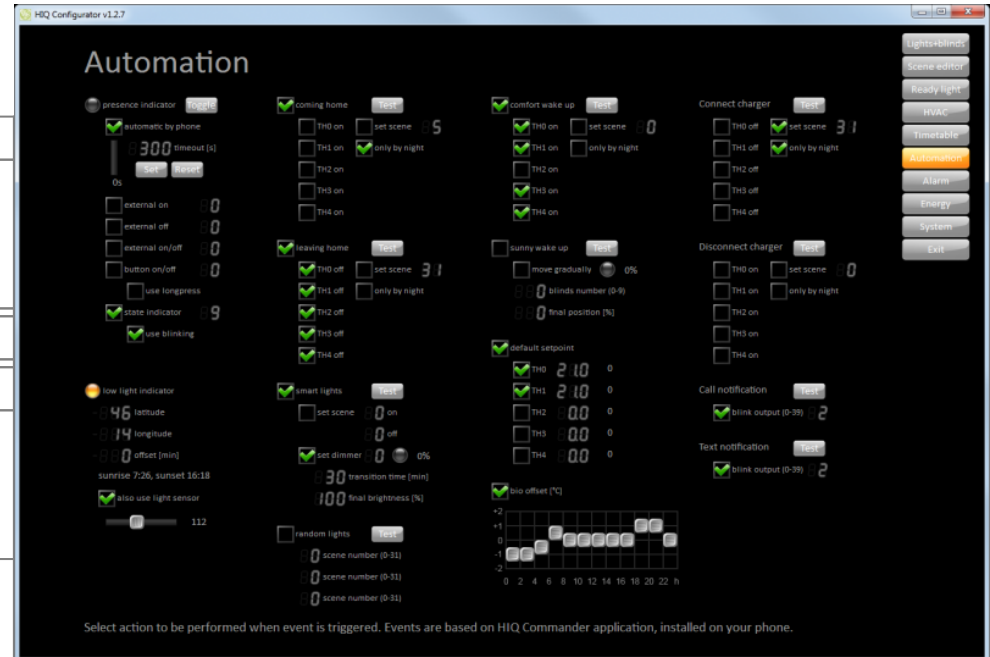 HIQ Configurator v1.2.7
Automation
presence indicator Toggle
automatic by phone
300 timeout [s]
Set Reset
0s
external on 0
external off 0
external on/off 0
button on/off 0
use longpress
state indicator 9
use blinking
low light indicator
- 46 latitude
- 14 longitude
- 0 offset [min]
sunrise 7:26, sunset 16:18
also use light sensor
112
coming home Test
TH0 on set scene 5
TH1 on only by night
TH2 on
TH3 on
TH4 on
leaving home Test
TH0 off set scene 31
TH1 off only by night
TH2 off
TH3 off
TH4 off
smart lights Test
set scene 0 on
0 off
set dimmer 0 0%
30 transition time [min]
100 final brightness [%]
random lights Test
0 scene number (0-31)
0 scene number (0-31)
0 scene number (0-31)
comfort wake up Test
TH0 on set scene 0
TH1 on only by night
TH2 on
TH3 on
TH4 on
sunny wake up Test
move gradually 0%
0 blinds number (0-9)
0 final position [%]
default setpoint
TH0 21.0 0
TH1 21.0 0
TH2 0.0 0
TH3 0.0 0
TH4 0.0 0
bio offset [°C]
+2
+1
0
-1
-2
0 2 4 6 8 10 12 14 16 18 20 22 h
Connect charger Test
TH0 off set scene 31
TH1 off only by night
TH2 off
TH3 off
TH4 off
Disconnect charger Test
TH0 on set scene 0
TH1 on only by night
TH2 on
TH3 on
TH4 on
Call notification Test
blink output (0-39) 2
Text notification Test
blink output (0-39) 2
Lights+blinds
Scene editor
Ready light
HVAC
Timetable
Automation
Alarm
Energy
System
Exit
Select action to be performed when event is triggered. Events are based on HIQ Commander application, installed on your phone.